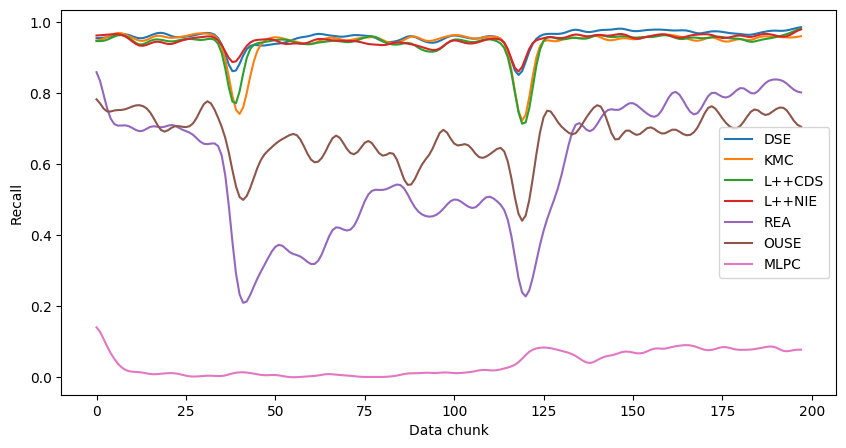 1.0
0.8
0.6
0.4
0.2
0.0
Recall
DSE
KMC
L++CDS
L++NIE
REA
OUSE
MLPC
0 25 50 75 100 125 150 175 200
Data chunk